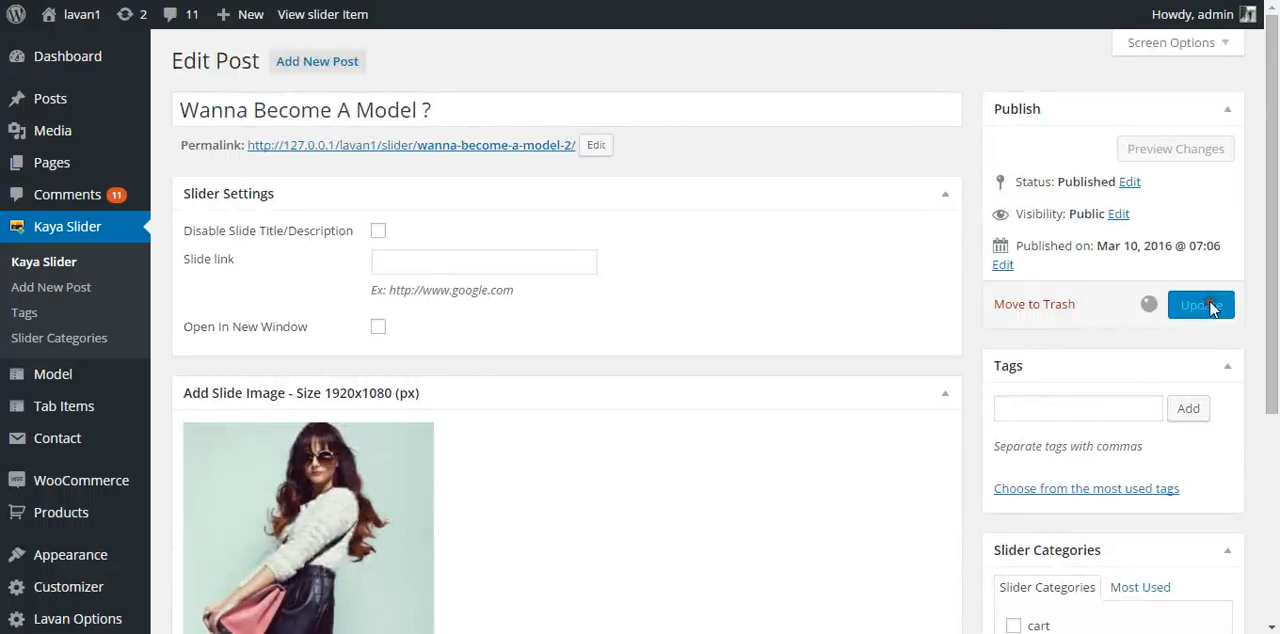 lavan1 2 11 New View slider Item Howdy, admin
Screen Options
Dashboard
Posts
Media
Pages
Comments 11
Kaya Slider
Kaya Slider
Add New Post
Tags
Slider Categories
Model
Tab Items
Contact
WooCommerce
Products
Appearance
Customizer
Lavan Options
Edit Post Add New Post
Wanna Become A Model ?
Permalink: http://127.0.0.1/lavan1/slider/wanna-become-a-model-2/ Edit
Slider Settings
Disable Slide Title/Description
Slide link
Ex: http://www.google.com
Open In New Window
Add Slide Image - Size 1920x1080 (px)
Publish
Preview Changes
Status: Published Edit
Visibility: Public Edit
Published on: Mar 10, 2016 @ 07:06
Edit
Move to Trash Update
Tags
Add
Separate tags with commas
Choose from the most used tags
Slider Categories
Slider Categories Most Used
cart